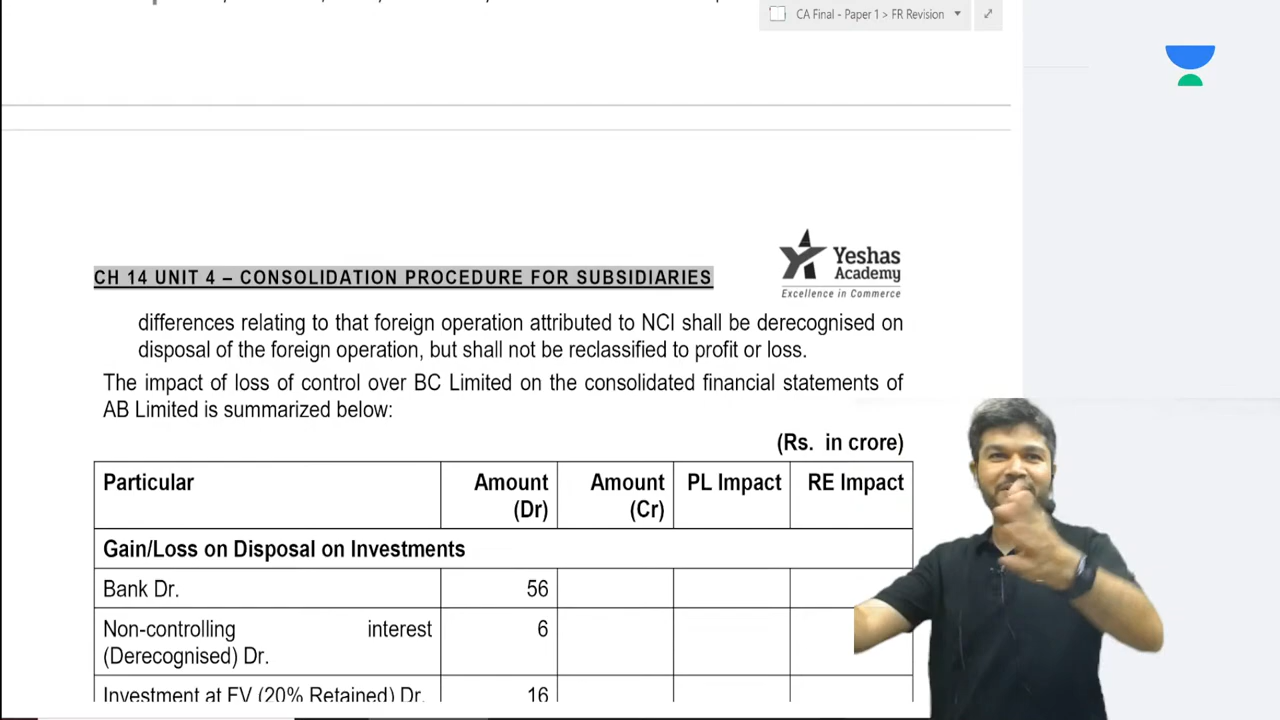 CA Final - Paper 1 > FR Revision
Yeshas
Academy
Excellence in Commerce
CH 14 UNIT 4 – CONSOLIDATION PROCEDURE FOR SUBSIDIARIES
differences relating to that foreign operation attributed to NCI shall be derecognised on
disposal of the foreign operation, but shall not be reclassified to profit or loss.
The impact of loss of control over BC Limited on the consolidated financial statements of
AB Limited is summarized below:
(Rs. in crore)
Particular Amount (Dr) Amount (Cr) PL Impact RE Impact
Gain/Loss on Disposal on Investments
Bank Dr. 56
Non-controlling interest 6
(Derecognised) Dr.
Investment at FV (20% Retained) Dr. 16